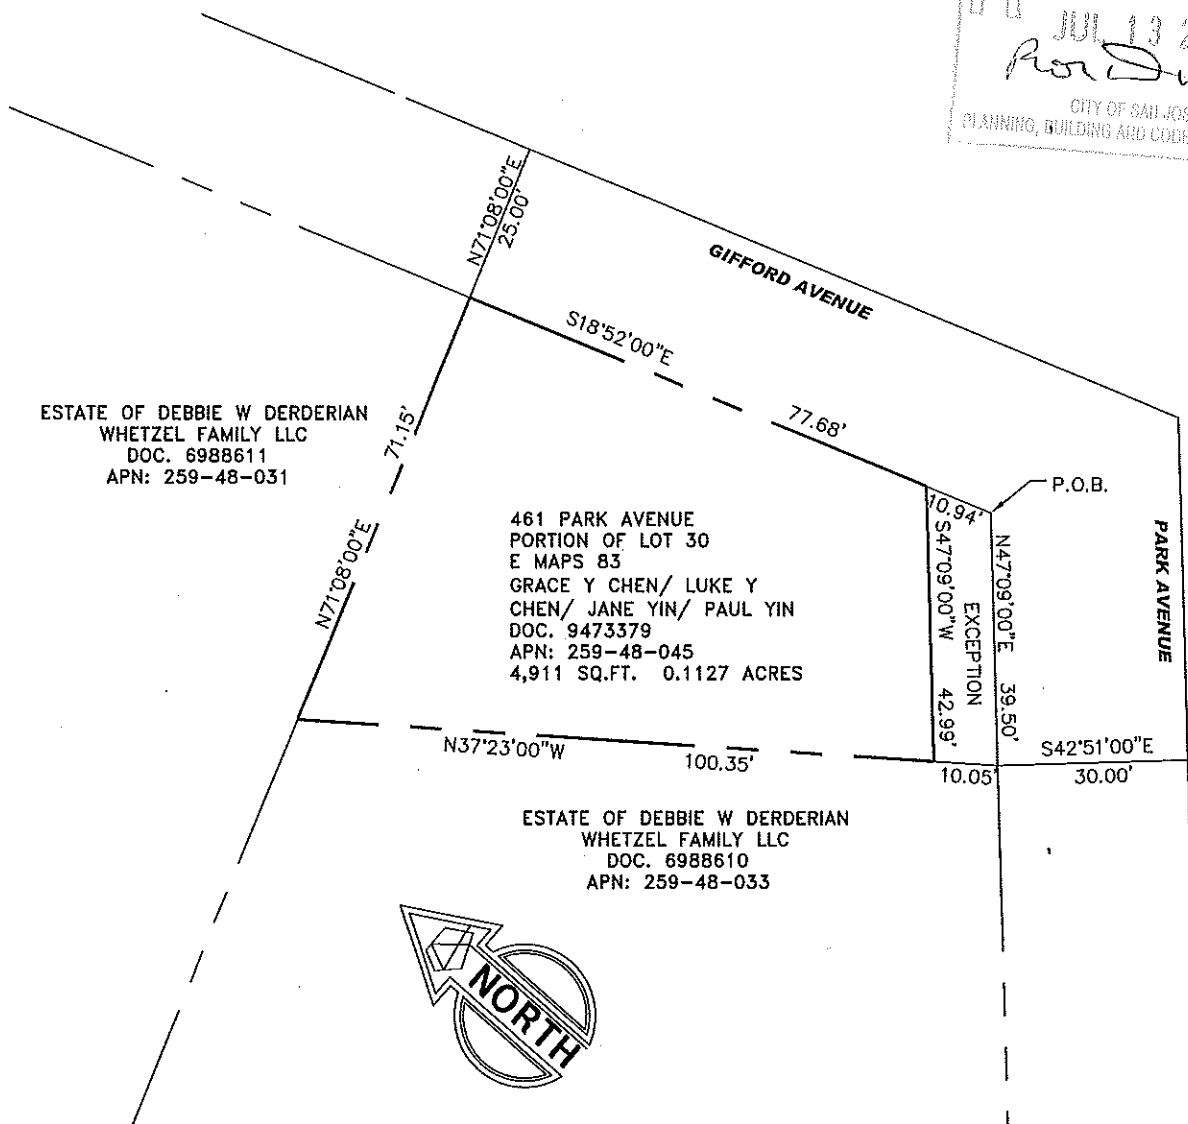 JUL 13 2
CITY OF SAN JOS
PLANNING, BUILDING AND CODE
N71°08'00"E
25.00'
GIFFORD AVENUE
S18°52'00"E
77.68'
ESTATE OF DEBBIE W DERDERIAN
WHETZEL FAMILY LLC
DOC. 6988611
APN: 259-48-031
71.15'
N71°08'00"E
P.O.B.
10.94'
461 PARK AVENUE
PORTION OF LOT 30
E MAPS 83
GRACE Y CHEN/ LUKE Y
CHEN/ JANE YIN/ PAUL YIN
DOC. 9473379
APN: 259-48-045
4,911 SQ.FT. 0.1127 ACRES
S47°09'00"W 42.99'
EXCEPTION
N47°09'00"E 39.50'
PARK AVENUE
N37°23'00"W 100.35'
10.05'
S42°51'00"E
30.00'
ESTATE OF DEBBIE W DERDERIAN
WHETZEL FAMILY LLC
DOC. 6988610
APN: 259-48-033
NORTH